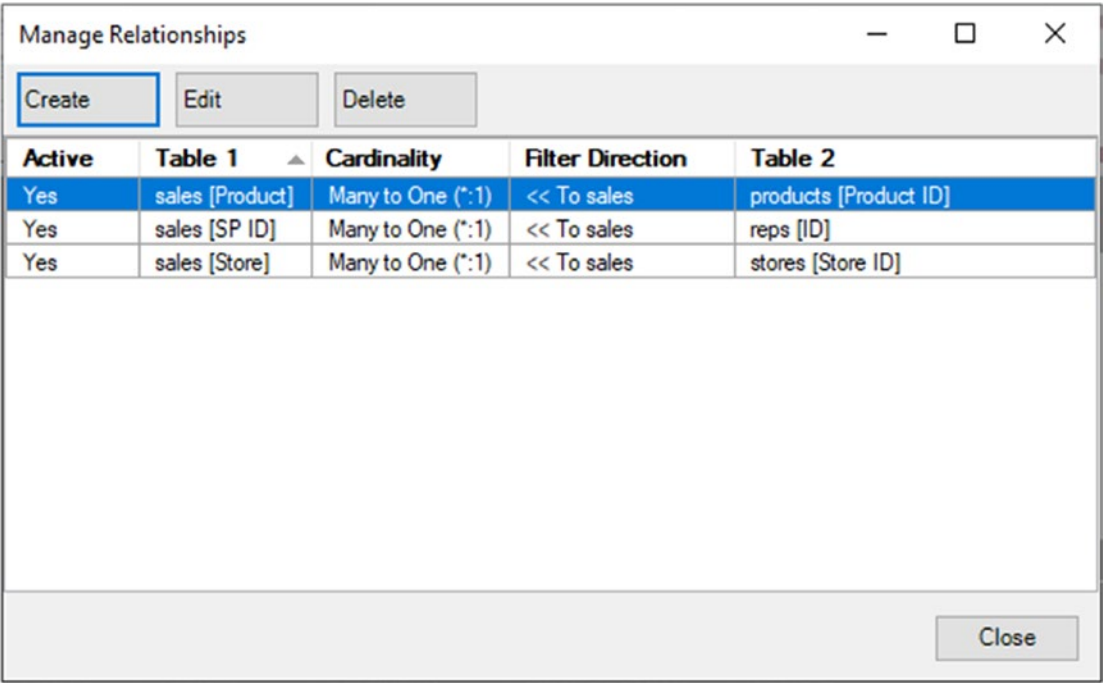 Manage Relationships
Create Edit Delete
Active Table 1 Cardinality Filter Direction Table 2
Yes sales [Product] Many to One (*:1) << To sales products [Product ID]
Yes sales [SP ID] Many to One (*:1) << To sales reps [ID]
Yes sales [Store] Many to One (*:1) << To sales stores [Store ID]
Close